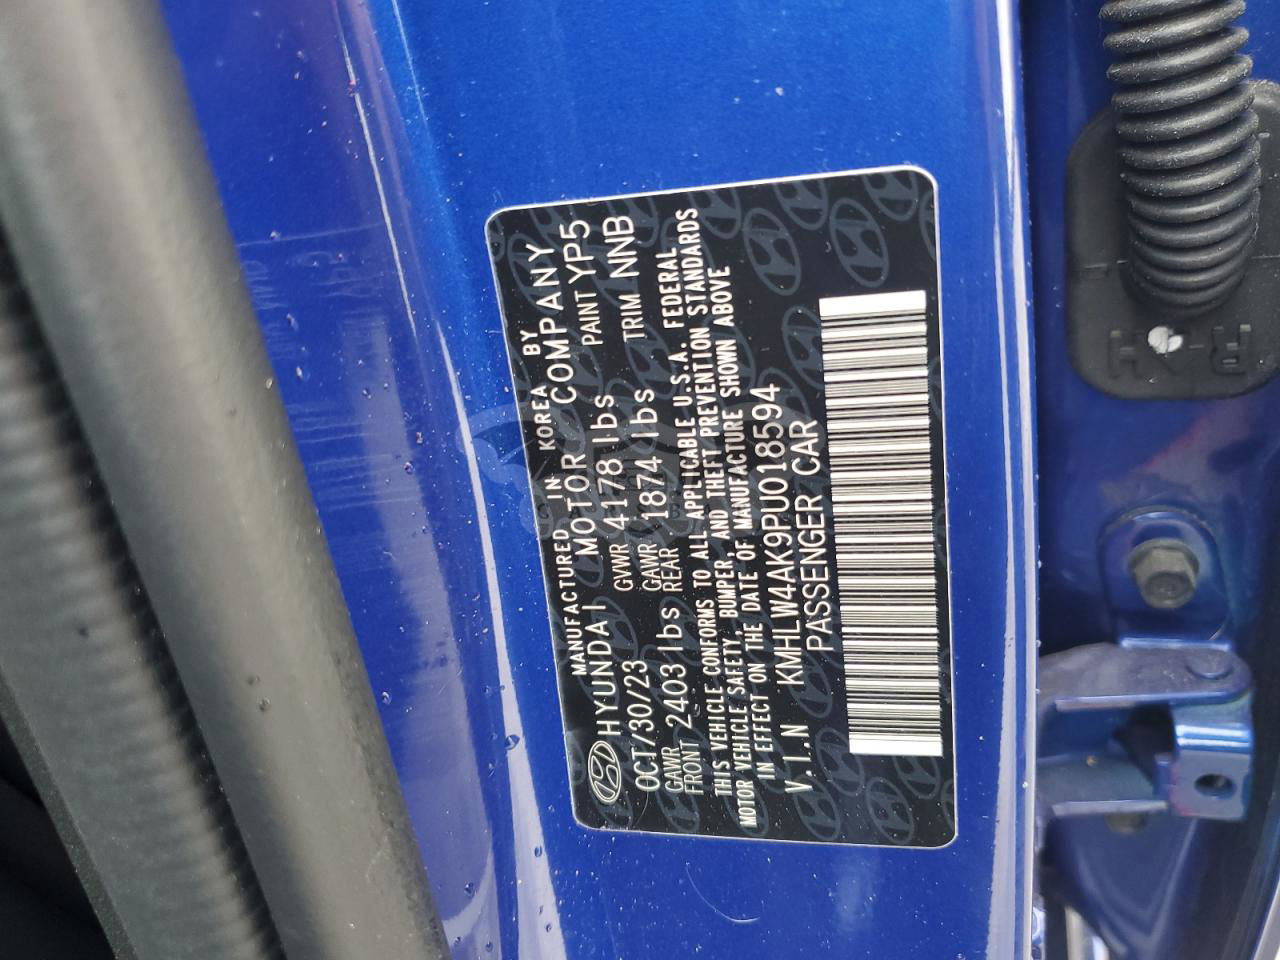 MANUFACTURED IN KOREA BY
HYUNDAI MOTOR COMPANY
OCT/30/23 GVWR 4178 lbs PAINT YP5
GAWR FRONT 2403 lbs GAWR REAR 1874 lbs TRIM NNB
THIS VEHICLE CONFORMS TO ALL APPLICABLE U.S.A. FEDERAL
MOTOR VEHICLE SAFETY, BUMPER, AND THEFT PREVENTION STANDARDS
IN EFFECT ON THE DATE OF MANUFACTURE SHOWN ABOVE
V.I.N KMHLW4AK9PU018594
PASSENGER CAR
R-H